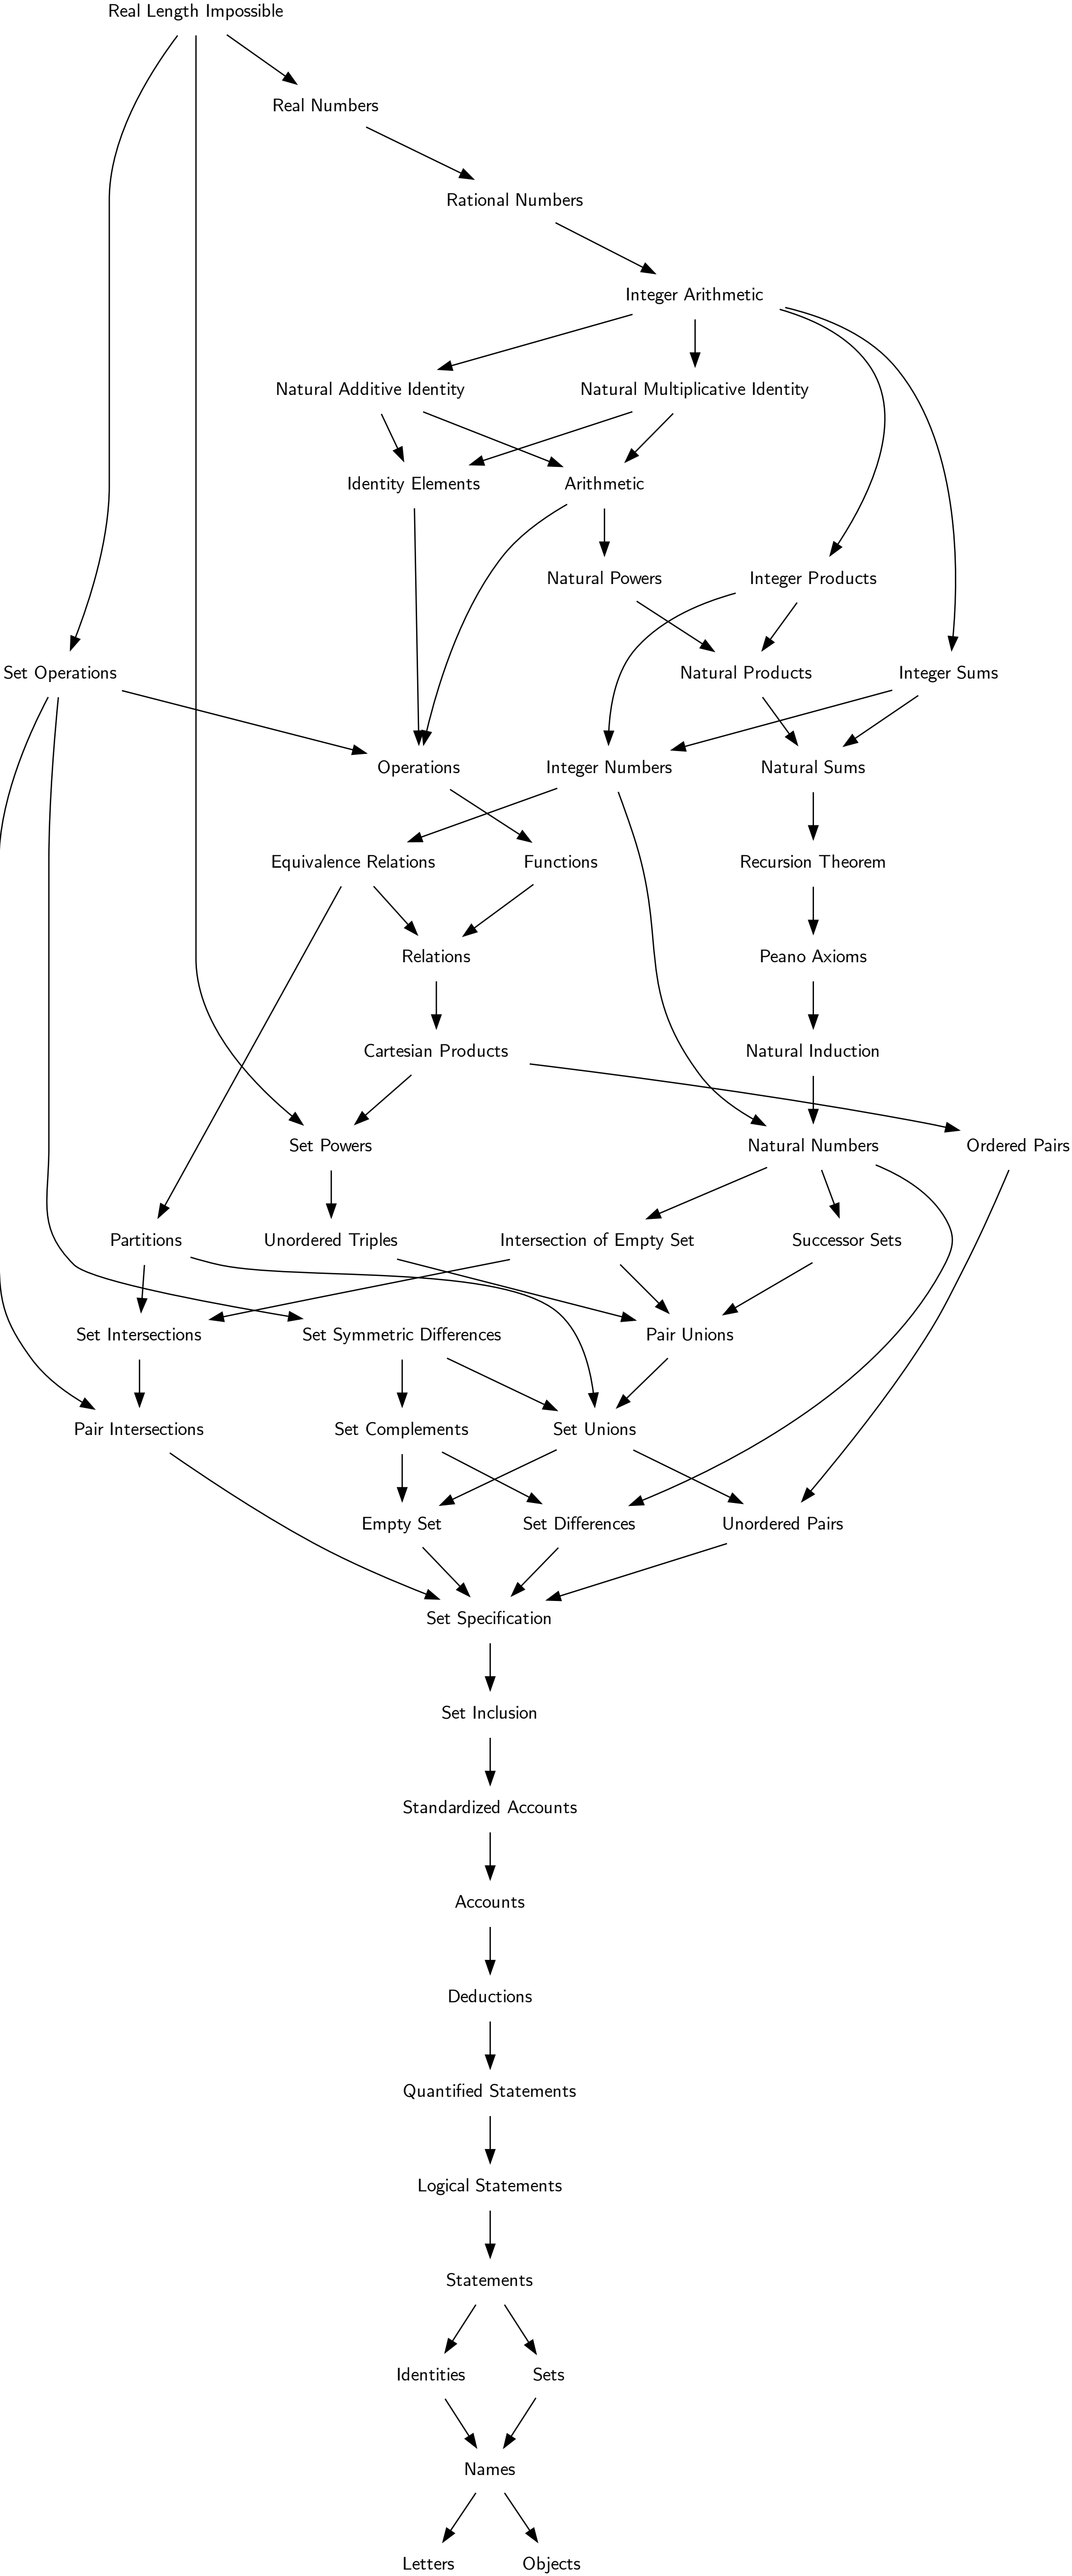 Real Length Impossible
Real Numbers
Rational Numbers
Integer Arithmetic
Natural Additive Identity
Natural Multiplicative Identity
Identity Elements
Arithmetic
Natural Powers
Integer Products
Set Operations
Natural Products
Integer Sums
Operations
Integer Numbers
Natural Sums
Equivalence Relations
Functions
Recursion Theorem
Relations
Peano Axioms
Cartesian Products
Natural Induction
Set Powers
Natural Numbers
Ordered Pairs
Partitions
Unordered Triples
Intersection of Empty Set
Successor Sets
Set Intersections
Set Symmetric Differences
Pair Unions
Pair Intersections
Set Complements
Set Unions
Empty Set
Set Differences
Unordered Pairs
Set Specification
Set Inclusion
Standardized Accounts
Accounts
Deductions
Quantified Statements
Logical Statements
Statements
Identities
Sets
Names
Letters
Objects